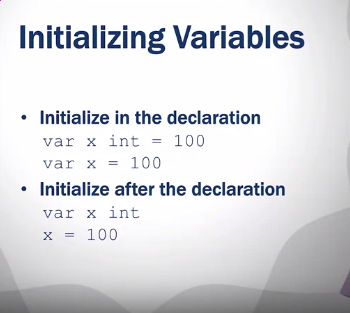 Initializing Variables
• Initialize in the declaration
var x int = 100
var x = 100
• Initialize after the declaration
var x int
x = 100